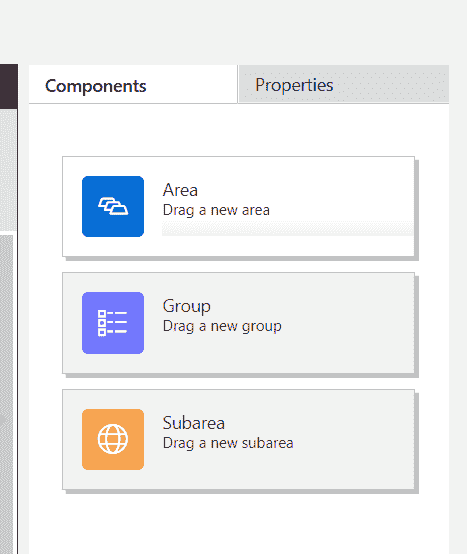 Components
Properties
Area
Drag a new area
Group
Drag a new group
Subarea
Drag a new subarea